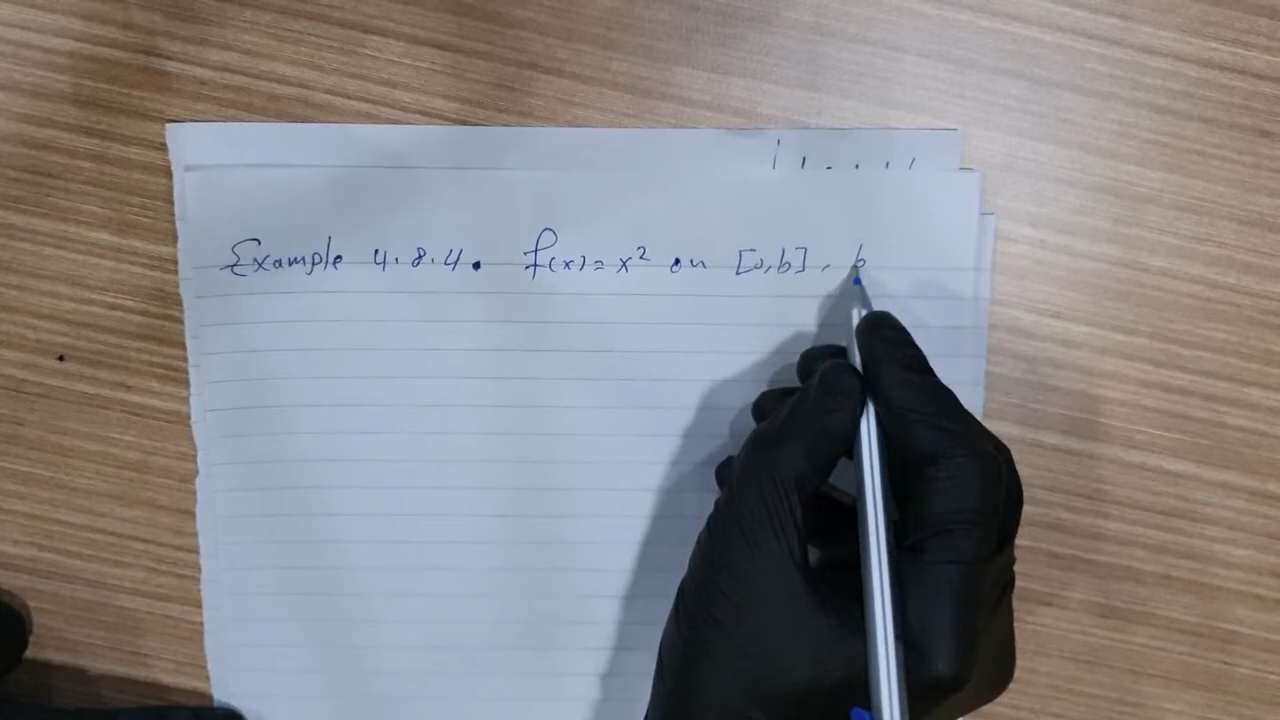 Example 4.8.4. f(x)=x² on [0,b], b